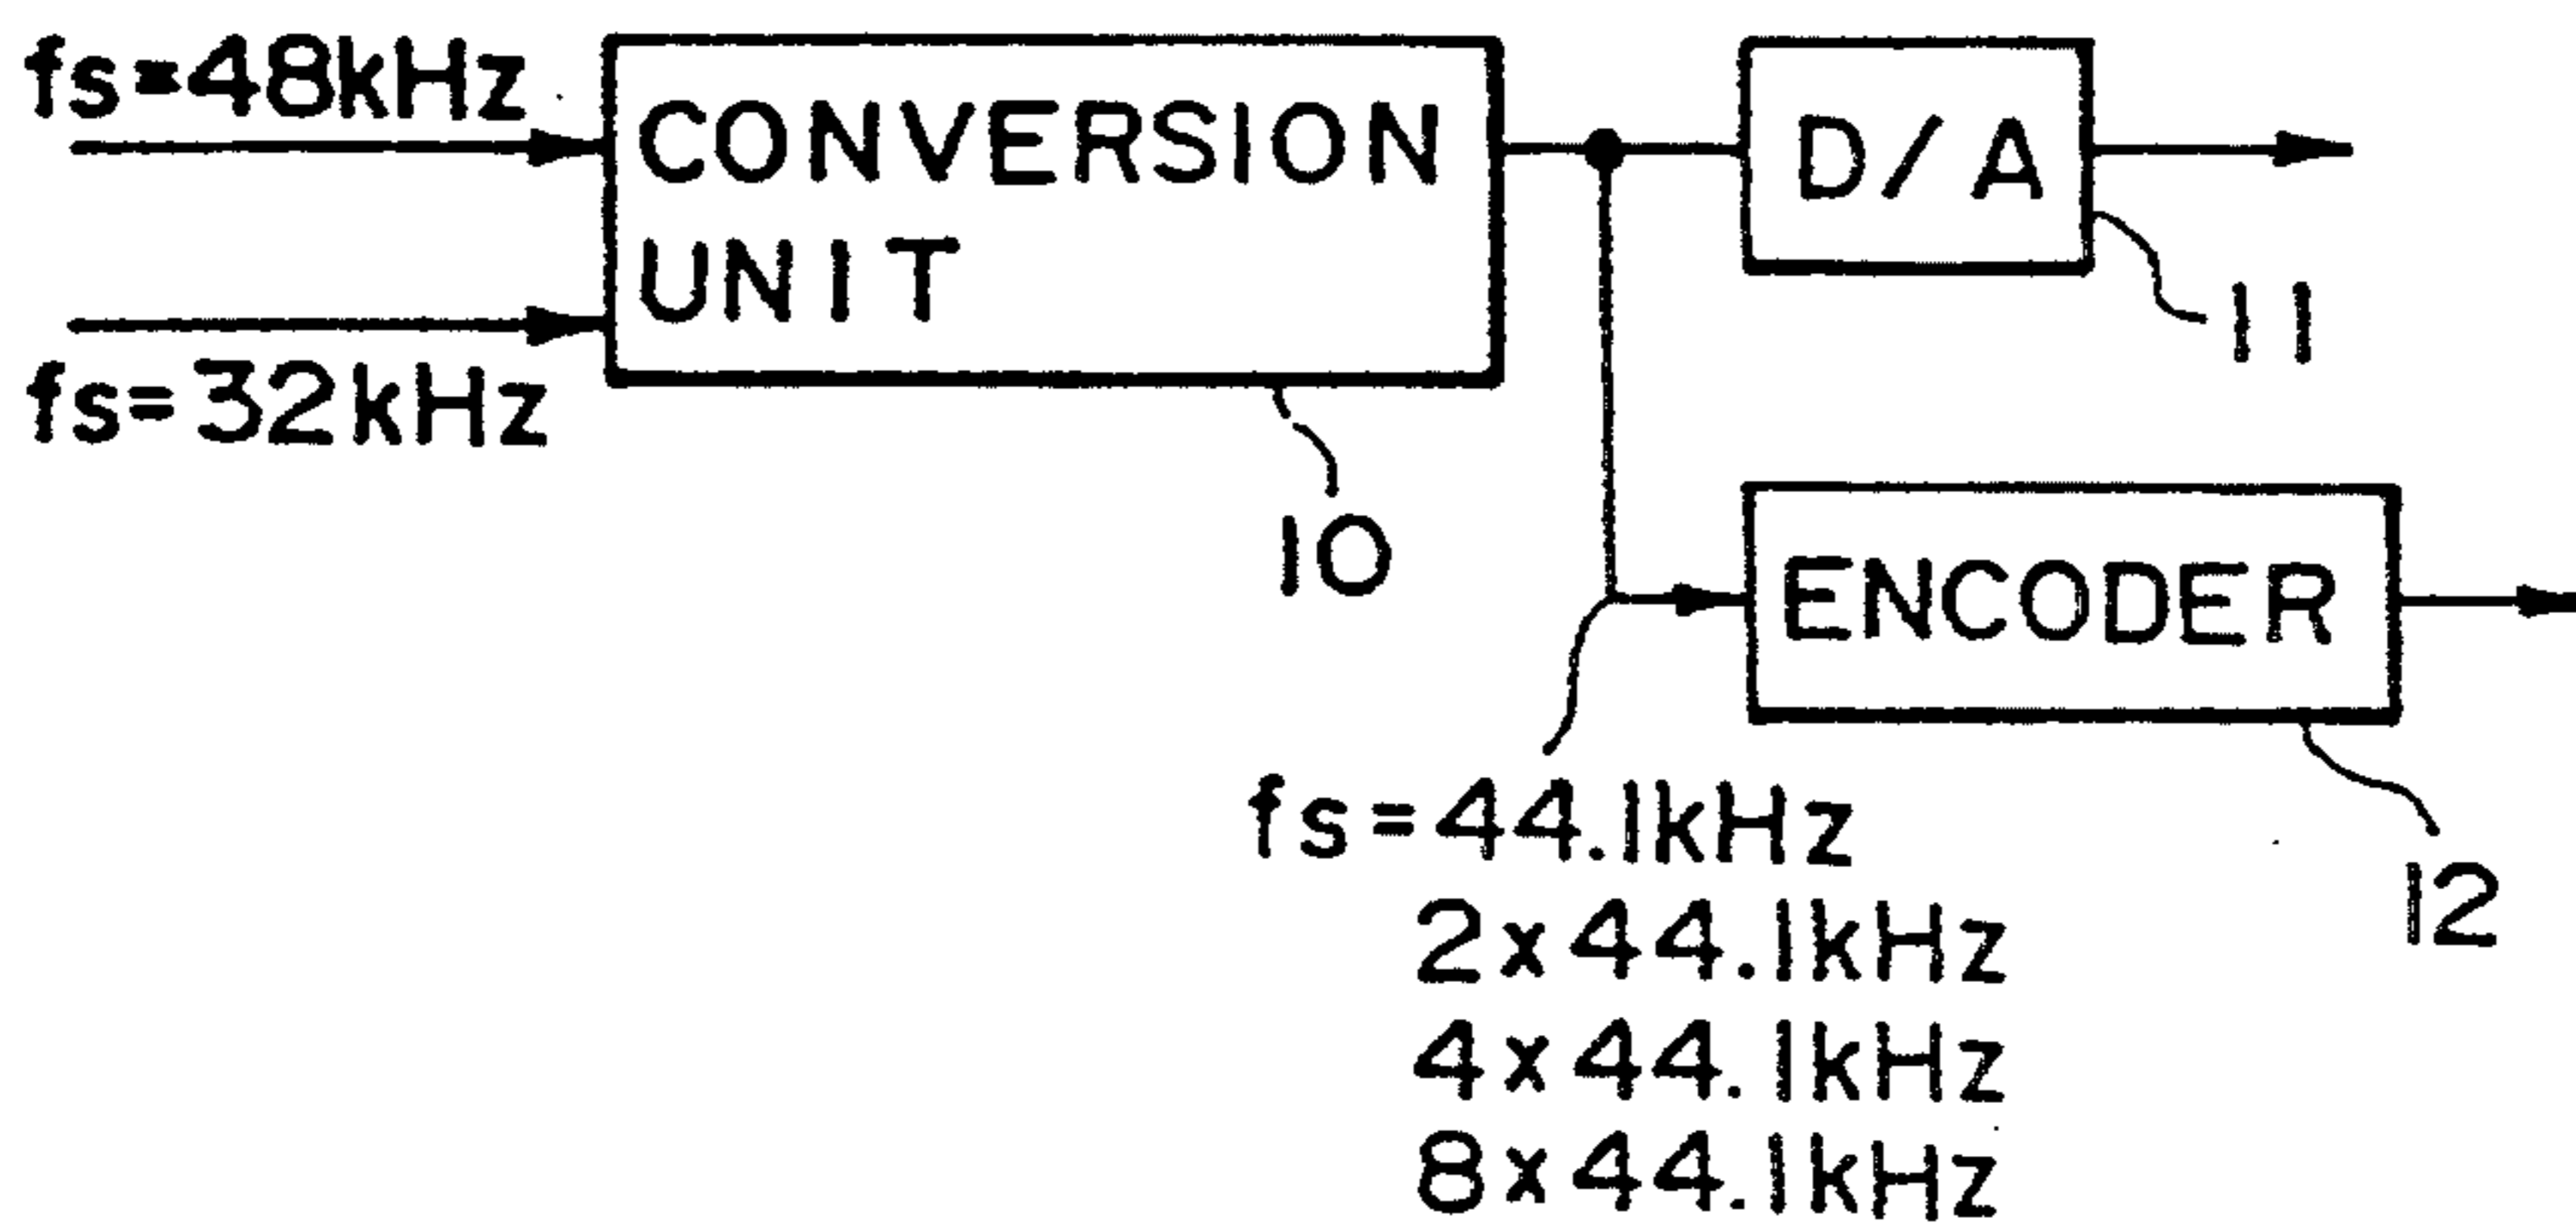 fs=48kHz
CONVERSION
UNIT
D/A
fs=32kHz
11
10
ENCODER
fs=44.1kHz
2x44.1kHz
4x44.1kHz
8x44.1kHz
12